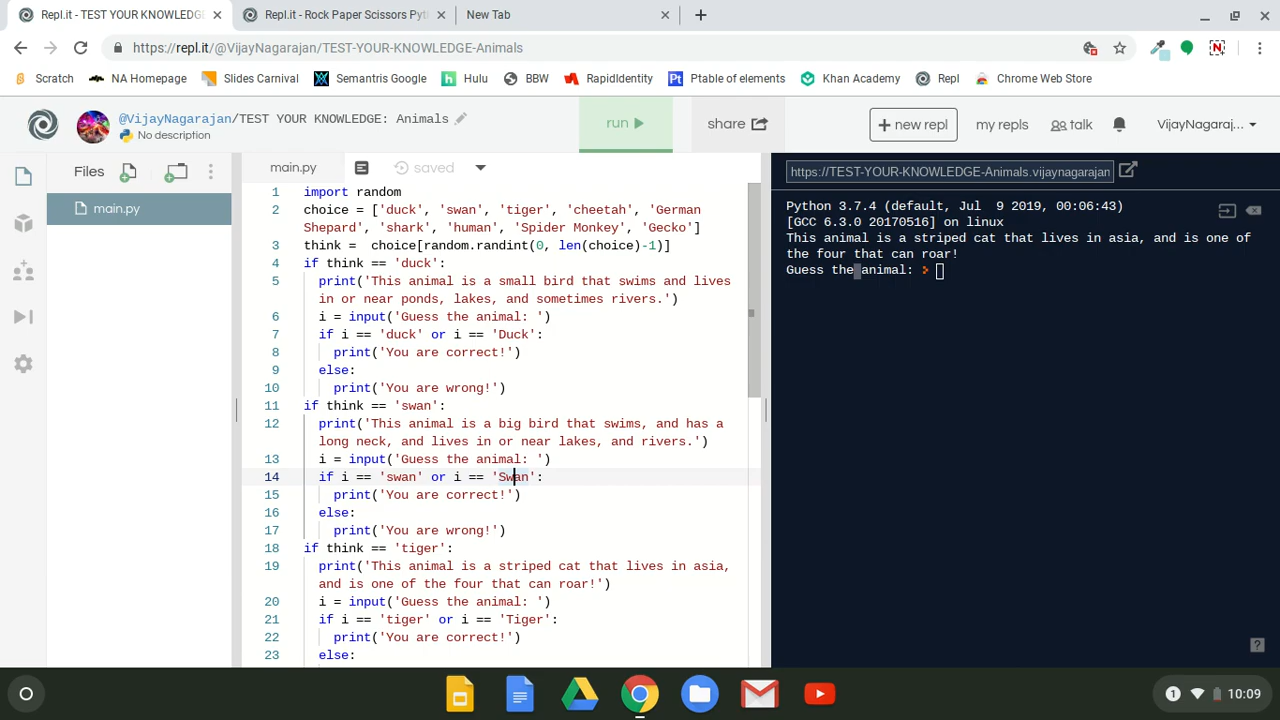 Repl.it - TEST YOUR KNOWLEDGE
Repl.it - Rock Paper Scissors Pyt
New Tab
https://repl.it/@VijayNagarajan/TEST-YOUR-KNOWLEDGE-Animals
Scratch
NA Homepage
Slides Carnival
Semantris Google
Hulu
BBW
RapidIdentity
Pt
Ptable of elements
Khan Academy
Repl
Chrome Web Store
@VijayNagarajan/TEST YOUR KNOWLEDGE: Animals
No description
run
share
+ new repl
my repls
talk
VijayNagaraj...
Files
main.py
main.py
saved
https://TEST-YOUR-KNOWLEDGE-Animals.vijaynagarajan
1 import random
2 choice = ['duck', 'swan', 'tiger', 'cheetah', 'German
Shepard', 'shark', 'human', 'Spider Monkey', 'Gecko']
3 think =  choice[random.randint(0, len(choice)-1)]
4 if think == 'duck':
5 print('This animal is a small bird that swims and lives
in or near ponds, lakes, and sometimes rivers.')
6 i = input('Guess the animal: ')
7 if i == 'duck' or i == 'Duck':
8 print('You are correct!')
9 else:
10 print('You are wrong!')
11 if think == 'swan':
12 print('This animal is a big bird that swims, and has a
long neck, and lives in or near lakes, and rivers.')
13 i = input('Guess the animal: ')
14 if i == 'swan' or i == 'Swan':
15 print('You are correct!')
16 else:
17 print('You are wrong!')
18 if think == 'tiger':
19 print('This animal is a striped cat that lives in asia,
and is one of the four that can roar!')
20 i = input('Guess the animal: ')
21 if i == 'tiger' or i == 'Tiger':
22 print('You are correct!')
23 else:
Python 3.7.4 (default, Jul  9 2019, 00:06:43)
[GCC 6.3.0 20170516] on linux
This animal is a striped cat that lives in asia, and is one of
the four that can roar!
Guess the animal:
?
1
10:09